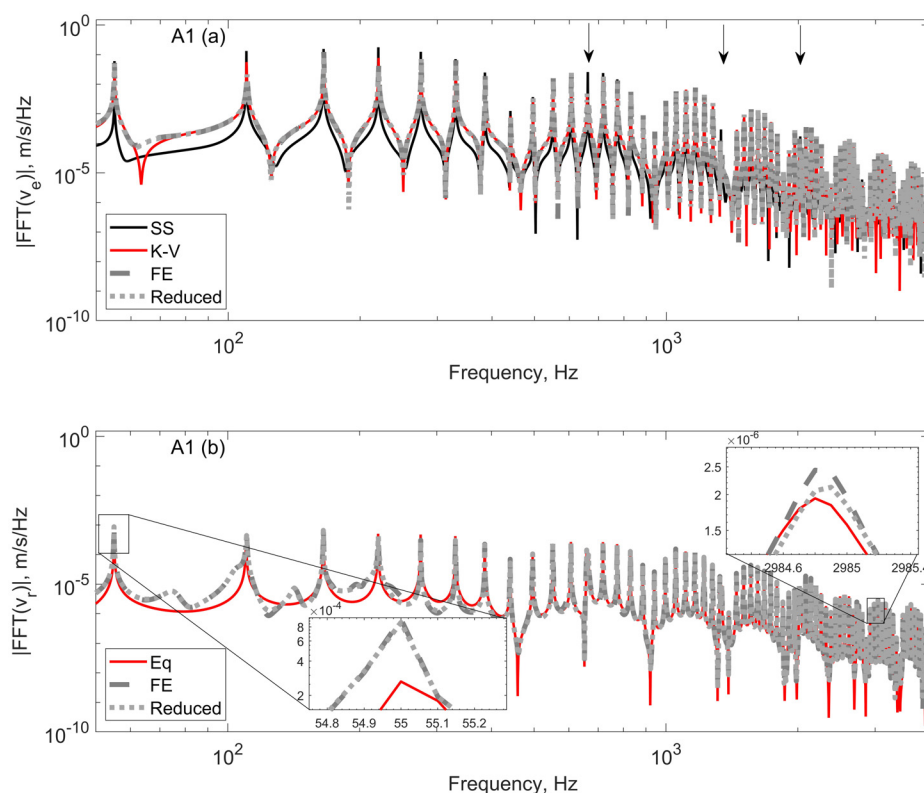 A1 (a)
10^0
10^-5
10^-10
|FFT(v_e)|, m/s/Hz
SS
K-V
FE
Reduced
10^2
10^3
Frequency, Hz
A1 (b)
10^0
10^-5
10^-10
|FFT(v_r)|, m/s/Hz
×10^-6
2.5
2
1.5
2984.6 2985 2985.4
×10^-4
8
6
4
2
54.8 54.9 55 55.1 55.2
Eq
FE
Reduced
10^2
10^3
Frequency, Hz